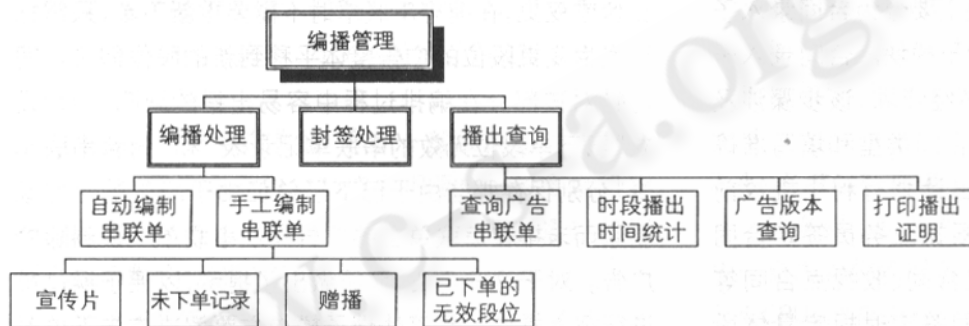 编播管理
编播处理
封签处理
播出查询
自动编制
串联单
手工编制
串联单
查询广告
串联单
时段播出
时间统计
广告版本
查询
打印播出
证明
宣传片
未下单记录
赠播
已下单的
无效段位